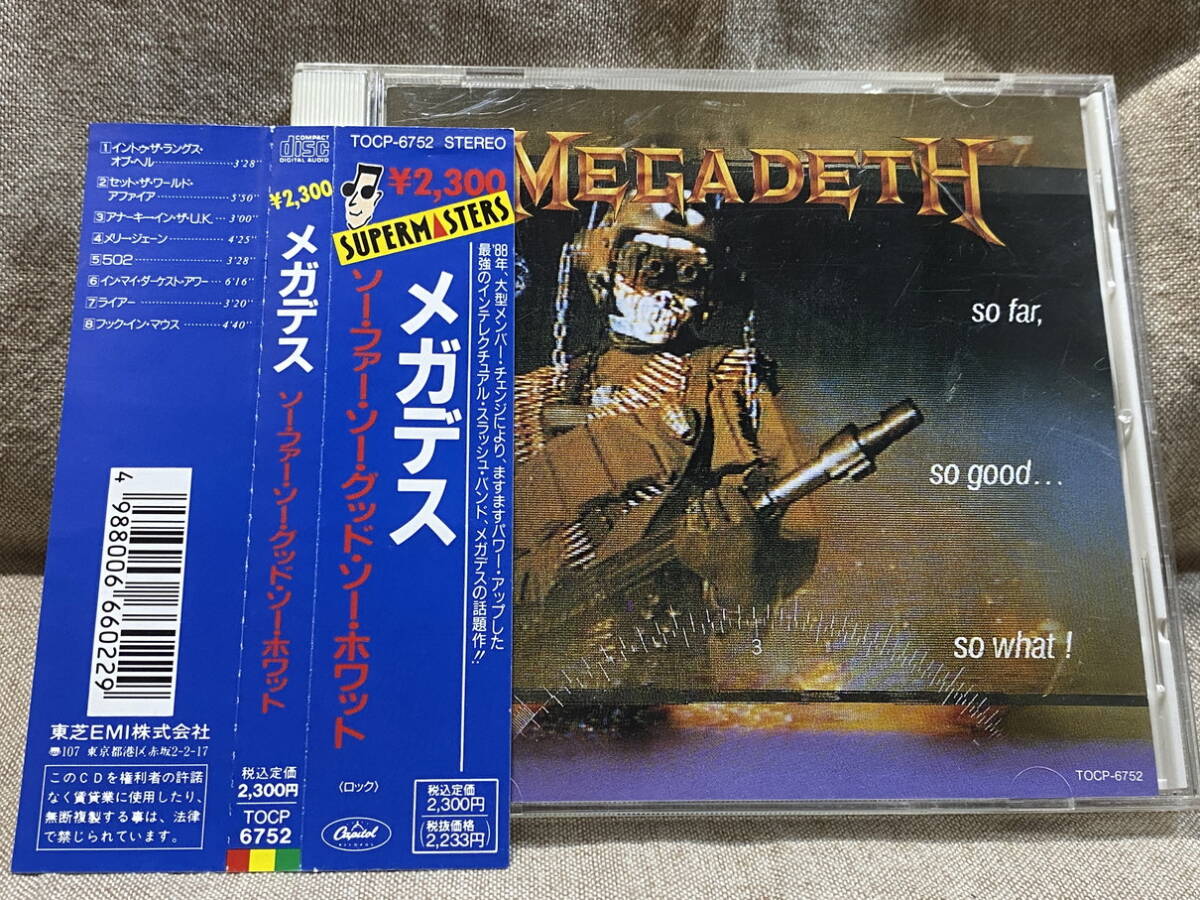 1イントゥ・ザ・ラングス・
オブ・ヘル 3'28"
2セット・ザ・ワールド・
アファイア 5'50"
3アナーキー・イン・ザ・U.K. 3'00"
4メリー・ジェーン 4'25"
5 502 3'28"
6イン・マイ・ダーケスト・アワー 6'16"
7ライアー 3'20"
8フック・イン・マウス 4'40"
4988006660229
東芝EMI株式会社
〠107 東京都港区赤坂2-2-17
このCDを権利者の許諾
なく賃貸業に使用したり、
無断複製する事は、法律
で禁じられています。
COMPACT
disc
DIGITAL AUDIO
¥2,300
メガデス
ソー・ファー・ソー・グッド・ソー・ホワット
税込定価
2,300円
TOCP
6752
TOCP-6752 STEREO
¥2,300
SUPERMASTERS
'88年、大型メンバー・チェンジにより、ますますパワー・アップした
最強のインテレクチュアル・スラッシュ・バンド、メガデスの話題作!!
メガデス
ソー・ファー・ソー・グッド・ソー・ホワット
〈ロック〉
Capitol
RECORDS
税込定価
2,300円
(税抜価格
2,233円)
MEGADETH
so far,
so good...
so what !
3
TOCP-6752